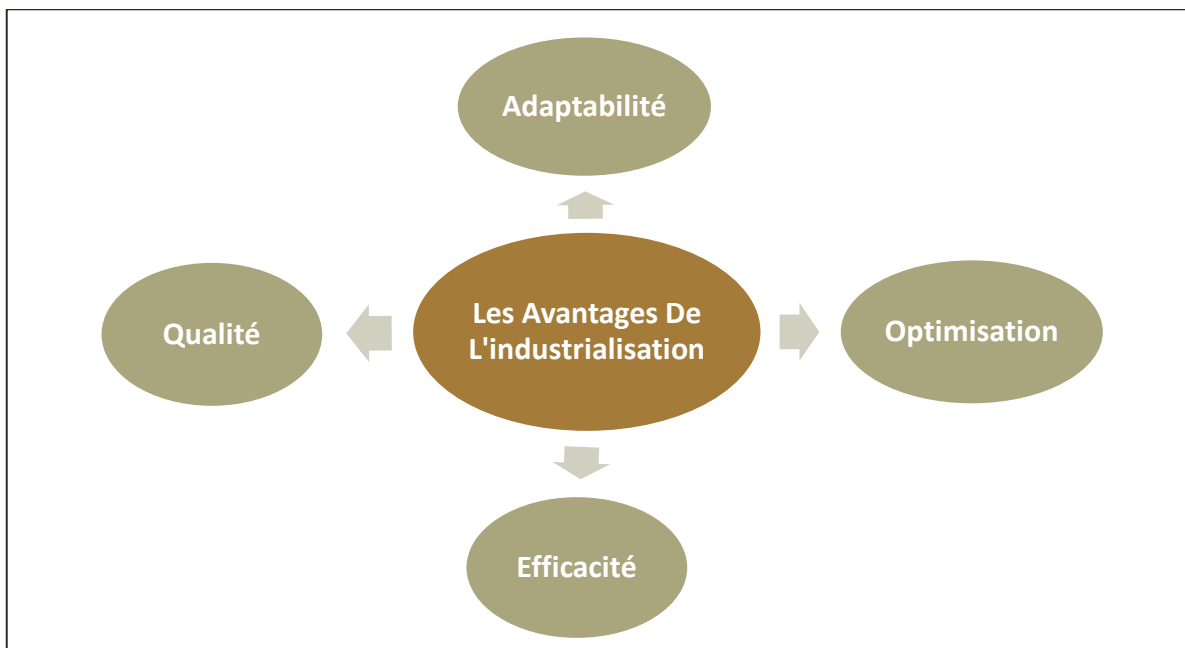 Adaptabilité
Qualité
Les Avantages De
L'industrialisation
Optimisation
Efficacité